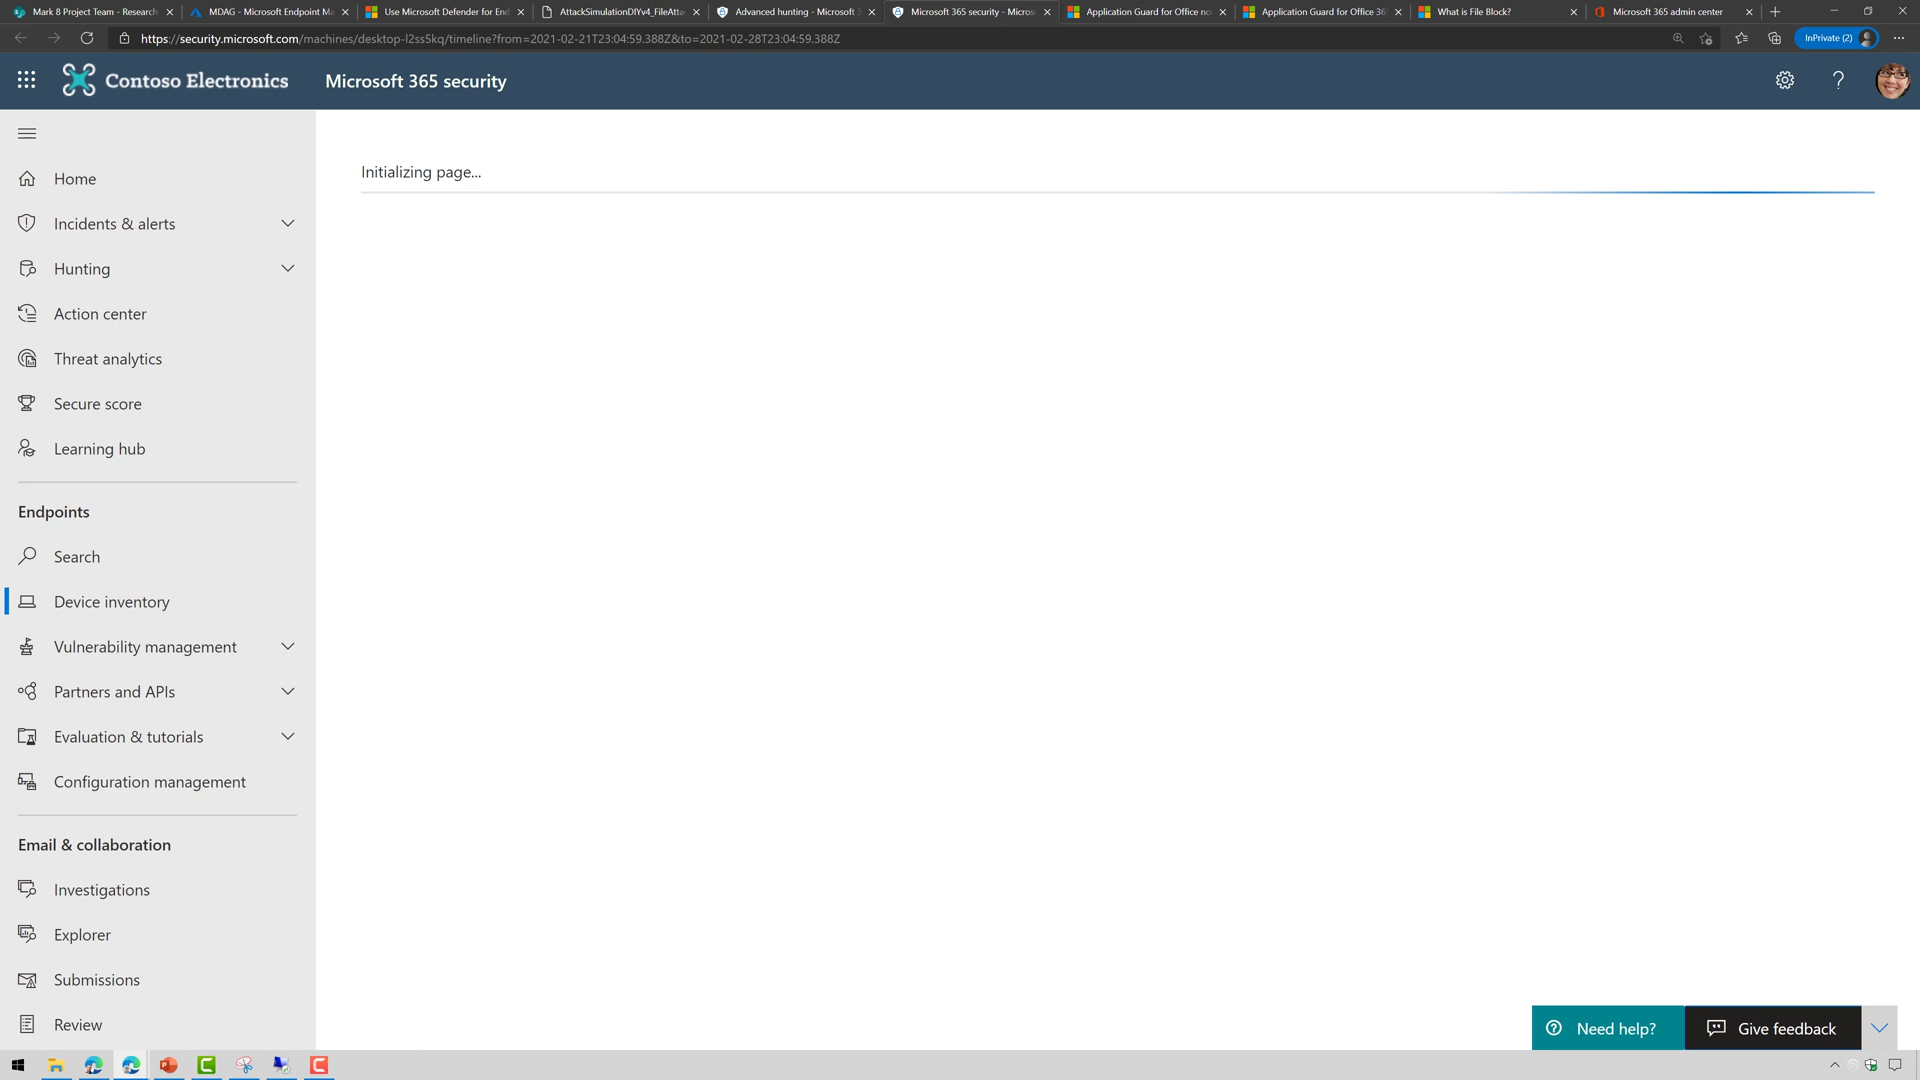 Mark 8 Project Team - Research
MDAG - Microsoft Endpoint Ma
Use Microsoft Defender for End
AttackSimulationDIYv4_FileAtta
Advanced hunting - Microsoft 3
Microsoft 365 security - Micros
Application Guard for Office no
Application Guard for Office 36
What is File Block?
Microsoft 365 admin center
https://security.microsoft.com/machines/desktop-l2ss5kq/timeline?from=2021-02-21T23:04:59.388Z&to=2021-02-28T23:04:59.388Z
InPrivate (2)
Contoso Electronics
Microsoft 365 security
Initializing page...
Home
Incidents & alerts
Hunting
Action center
Threat analytics
Secure score
Learning hub
Endpoints
Search
Device inventory
Vulnerability management
Partners and APIs
Evaluation & tutorials
Configuration management
Email & collaboration
Investigations
Explorer
Submissions
Review
Need help?
Give feedback